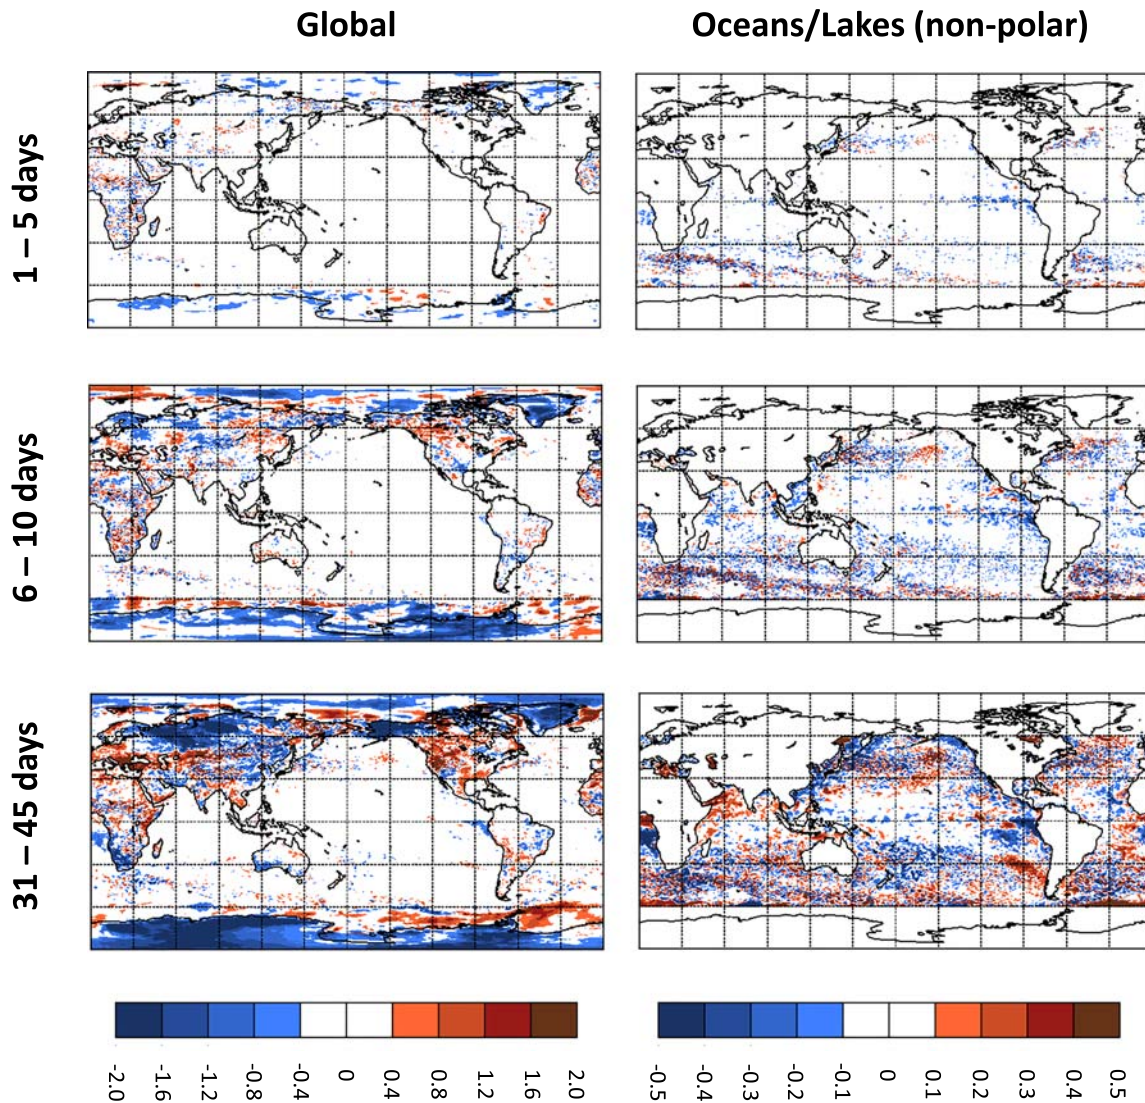 Global
Oceans/Lakes (non-polar)
1 – 5 days
6 – 10 days
31 – 45 days
-2.0 -1.6 -1.2 -0.8 -0.4 0 0.4 0.8 1.2 1.6 2.0
-0.5 -0.4 -0.3 -0.2 -0.1 0 0.1 0.2 0.3 0.4 0.5